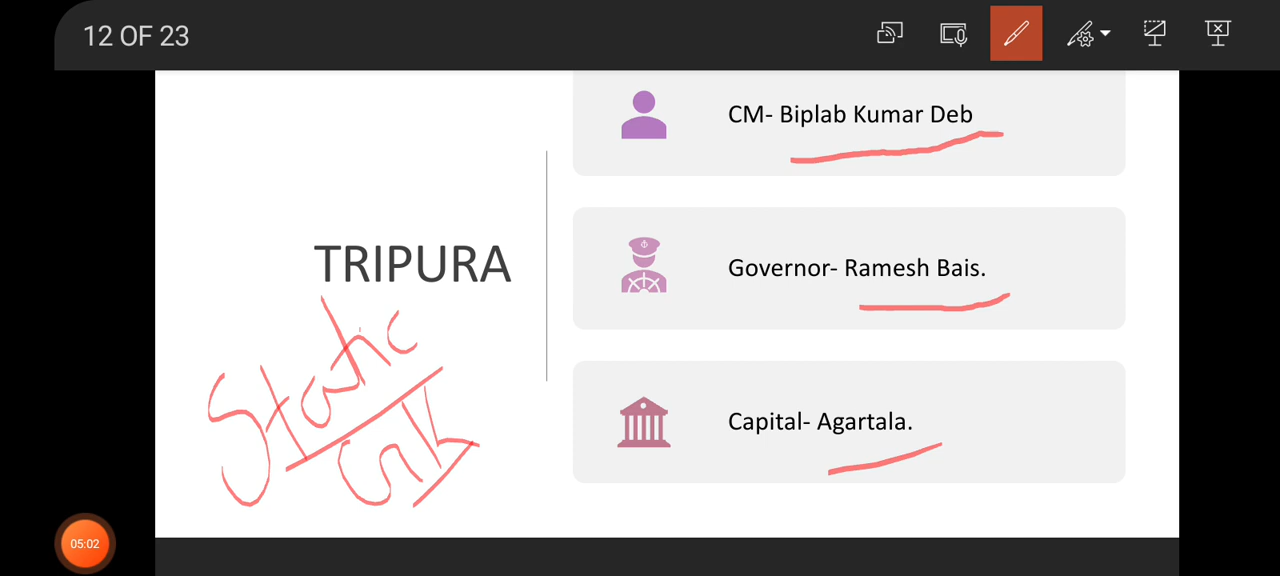 12 OF 23
CM- Biplab Kumar Deb
TRIPURA
Governor- Ramesh Bais.
Static
GK
Capital- Agartala.
05:02